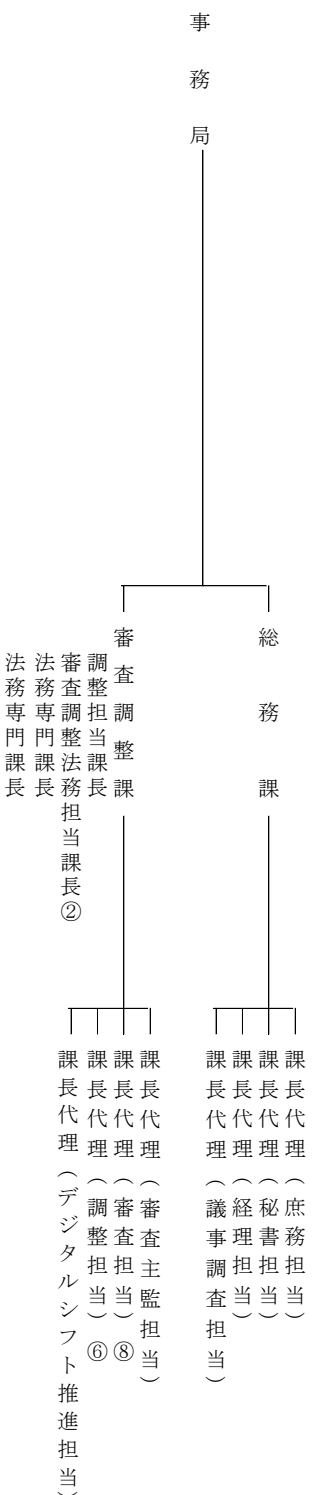 事務局
総務課
課長代理（庶務担当）
課長代理（秘書担当）
課長代理（経理担当）
課長代理（議事調査担当）
審査調整課
調整担当課長
審査調整法務担当課長②
法務専門課長
法務専門課長
課長代理（審査主監担当）
課長代理（審査担当）⑧
課長代理（調整担当）⑥
課長代理（デジタルシフト推進担当）